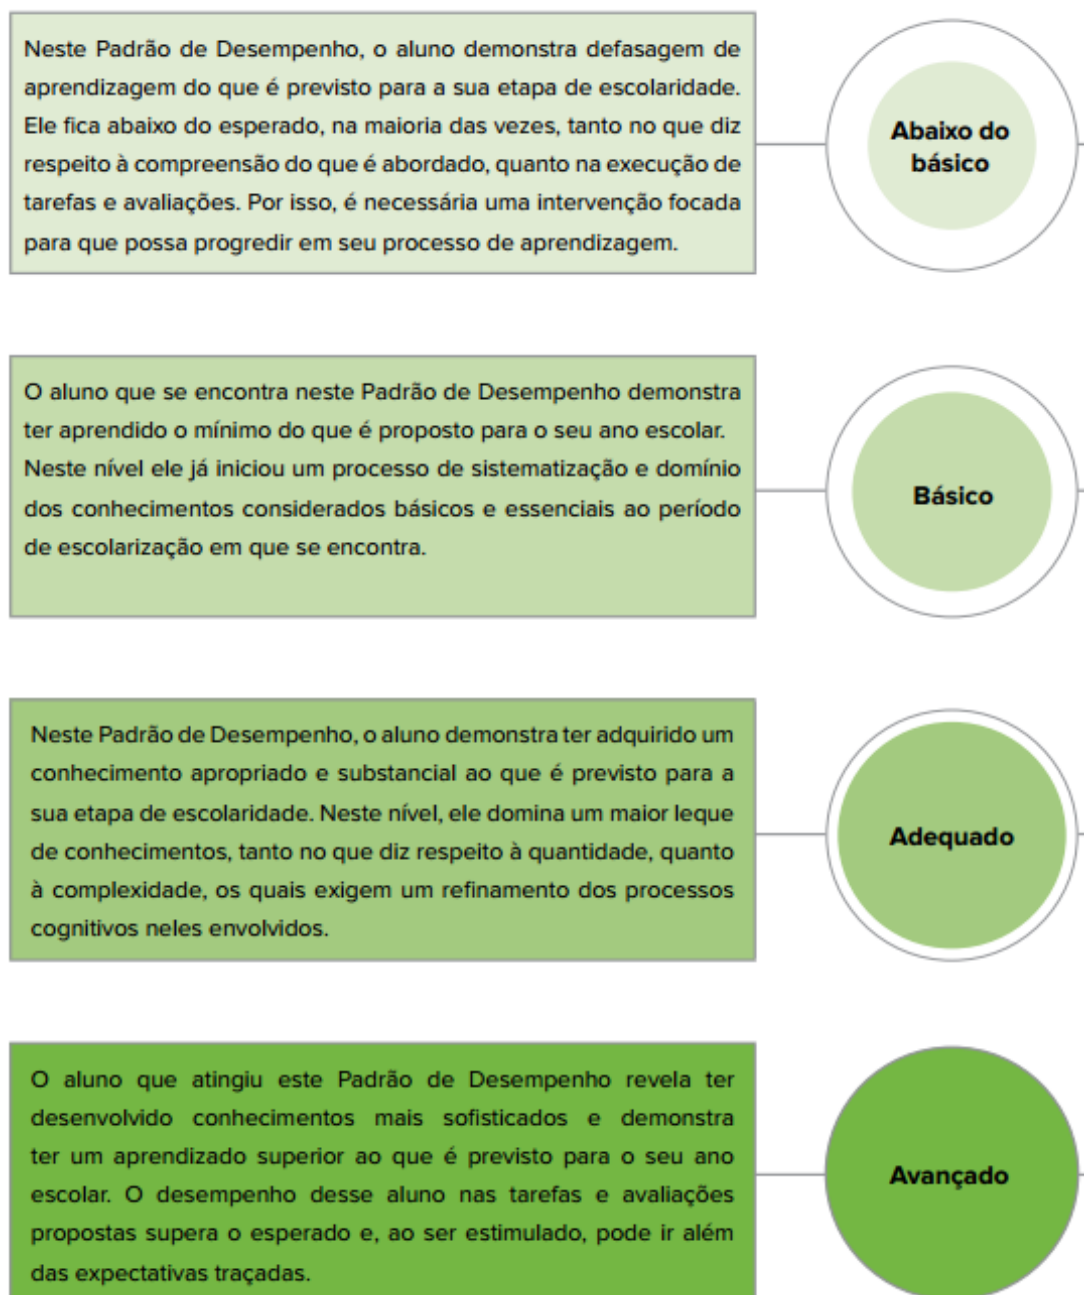 Neste Padrão de Desempenho, o aluno demonstra defasagem de
aprendizagem do que é previsto para a sua etapa de escolaridade.
Ele fica abaixo do esperado, na maioria das vezes, tanto no que diz
respeito à compreensão do que é abordado, quanto na execução de
tarefas e avaliações. Por isso, é necessária uma intervenção focada
para que possa progredir em seu processo de aprendizagem.
Abaixo do
básico
O aluno que se encontra neste Padrão de Desempenho demonstra
ter aprendido o mínimo do que é proposto para o seu ano escolar.
Neste nível ele já iniciou um processo de sistematização e domínio
dos conhecimentos considerados básicos e essenciais ao período
de escolarização em que se encontra.
Básico
Neste Padrão de Desempenho, o aluno demonstra ter adquirido um
conhecimento apropriado e substancial ao que é previsto para a
sua etapa de escolaridade. Neste nível, ele domina um maior leque
de conhecimentos, tanto no que diz respeito à quantidade, quanto
à complexidade, os quais exigem um refinamento dos processos
cognitivos neles envolvidos.
Adequado
O aluno que atingiu este Padrão de Desempenho revela ter
desenvolvido conhecimentos mais sofisticados e demonstra
ter um aprendizado superior ao que é previsto para o seu ano
escolar. O desempenho desse aluno nas tarefas e avaliações
propostas supera o esperado e, ao ser estimulado, pode ir além
das expectativas traçadas.
Avançado